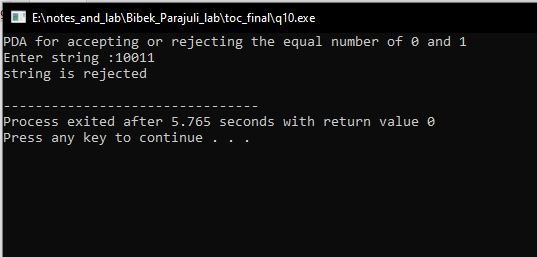 E:\notes_and_lab\Bibek_Parajuli_lab\toc_final\q10.exe
PDA for accepting or rejecting the equal number of 0 and 1
Enter string :10011
string is rejected
--------------------------------
Process exited after 5.765 seconds with return value 0
Press any key to continue . . .